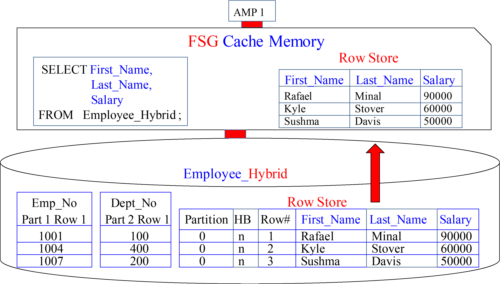 AMP 1
FSG Cache Memory
SELECT First_Name,
Last_Name,
Salary
FROM Employee_Hybrid ;
Row Store
First_Name Last_Name Salary
Rafael Minal 90000
Kyle Stover 60000
Sushma Davis 50000
Employee_Hybrid
Emp_No
Part 1 Row 1
1001
1004
1007
Dept_No
Part 2 Row 1
100
400
200
Row Store
Partition HB Row# First_Name Last_Name Salary
0 n 1 Rafael Minal 90000
0 n 2 Kyle Stover 60000
0 n 3 Sushma Davis 50000